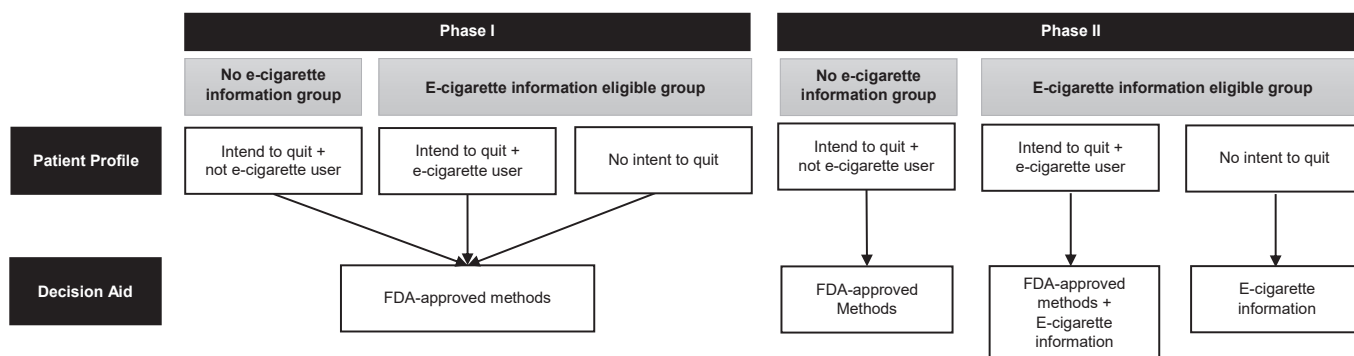 Phase I
Phase II
No e-cigarette
information group
E-cigarette information eligible group
No e-cigarette
information group
E-cigarette information eligible group
Patient Profile
Intend to quit +
not e-cigarette user
Intend to quit +
e-cigarette user
No intent to quit
Intend to quit +
not e-cigarette user
Intend to quit +
e-cigarette user
No intent to quit
Decision Aid
FDA-approved methods
FDA-approved
Methods
FDA-approved
methods +
E-cigarette
information
E-cigarette
information